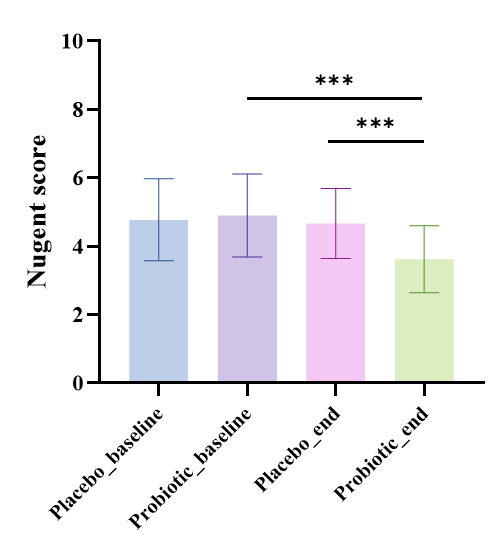 10
***
8
***
6
Nugent score
4
2
0
Placebo_baseline
Probiotic_baseline
Placebo_end
Probiotic_end